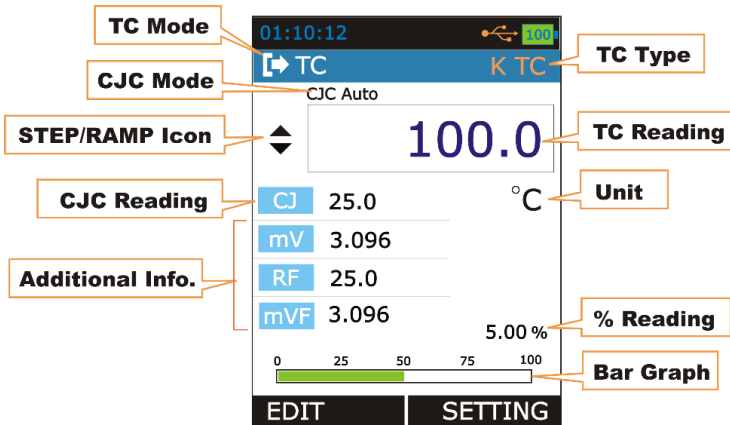 TC Mode
01:10:12
100
TC
K TC
TC Type
CJC Mode
CJC Auto
STEP/RAMP Icon
100.0
TC Reading
CJC Reading
CJ 25.0
°C
Unit
mV 3.096
Additional Info.
RF 25.0
mVF 3.096
5.00 %
% Reading
0 25 50 75 100
Bar Graph
EDIT
SETTING